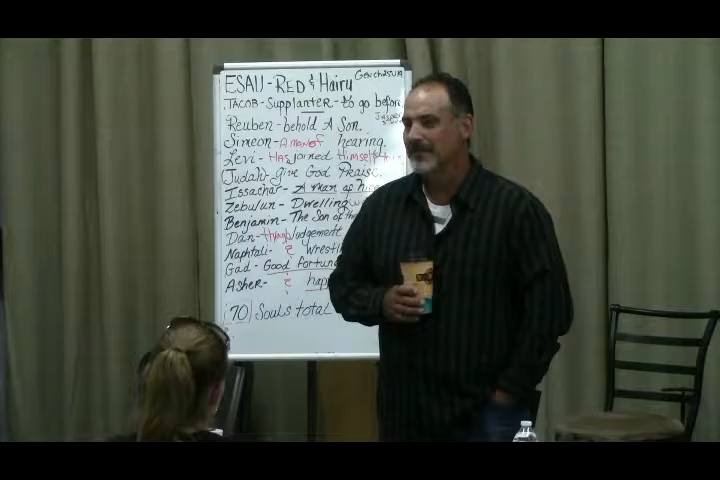 ESAU - RED & Hairy
JACOB - Supplanter - to go before
Reuben - behold A Son.
Simeon - A man of hearing.
Levi - Has joined Himself
Judah - give God Praise.
Issachar - A man of
Zebulun - Dwelling
Benjamin - The Son of the
Dan - judgement
Naphtali - ?
Gad - Good fortune
Asher - ?
70 Souls total